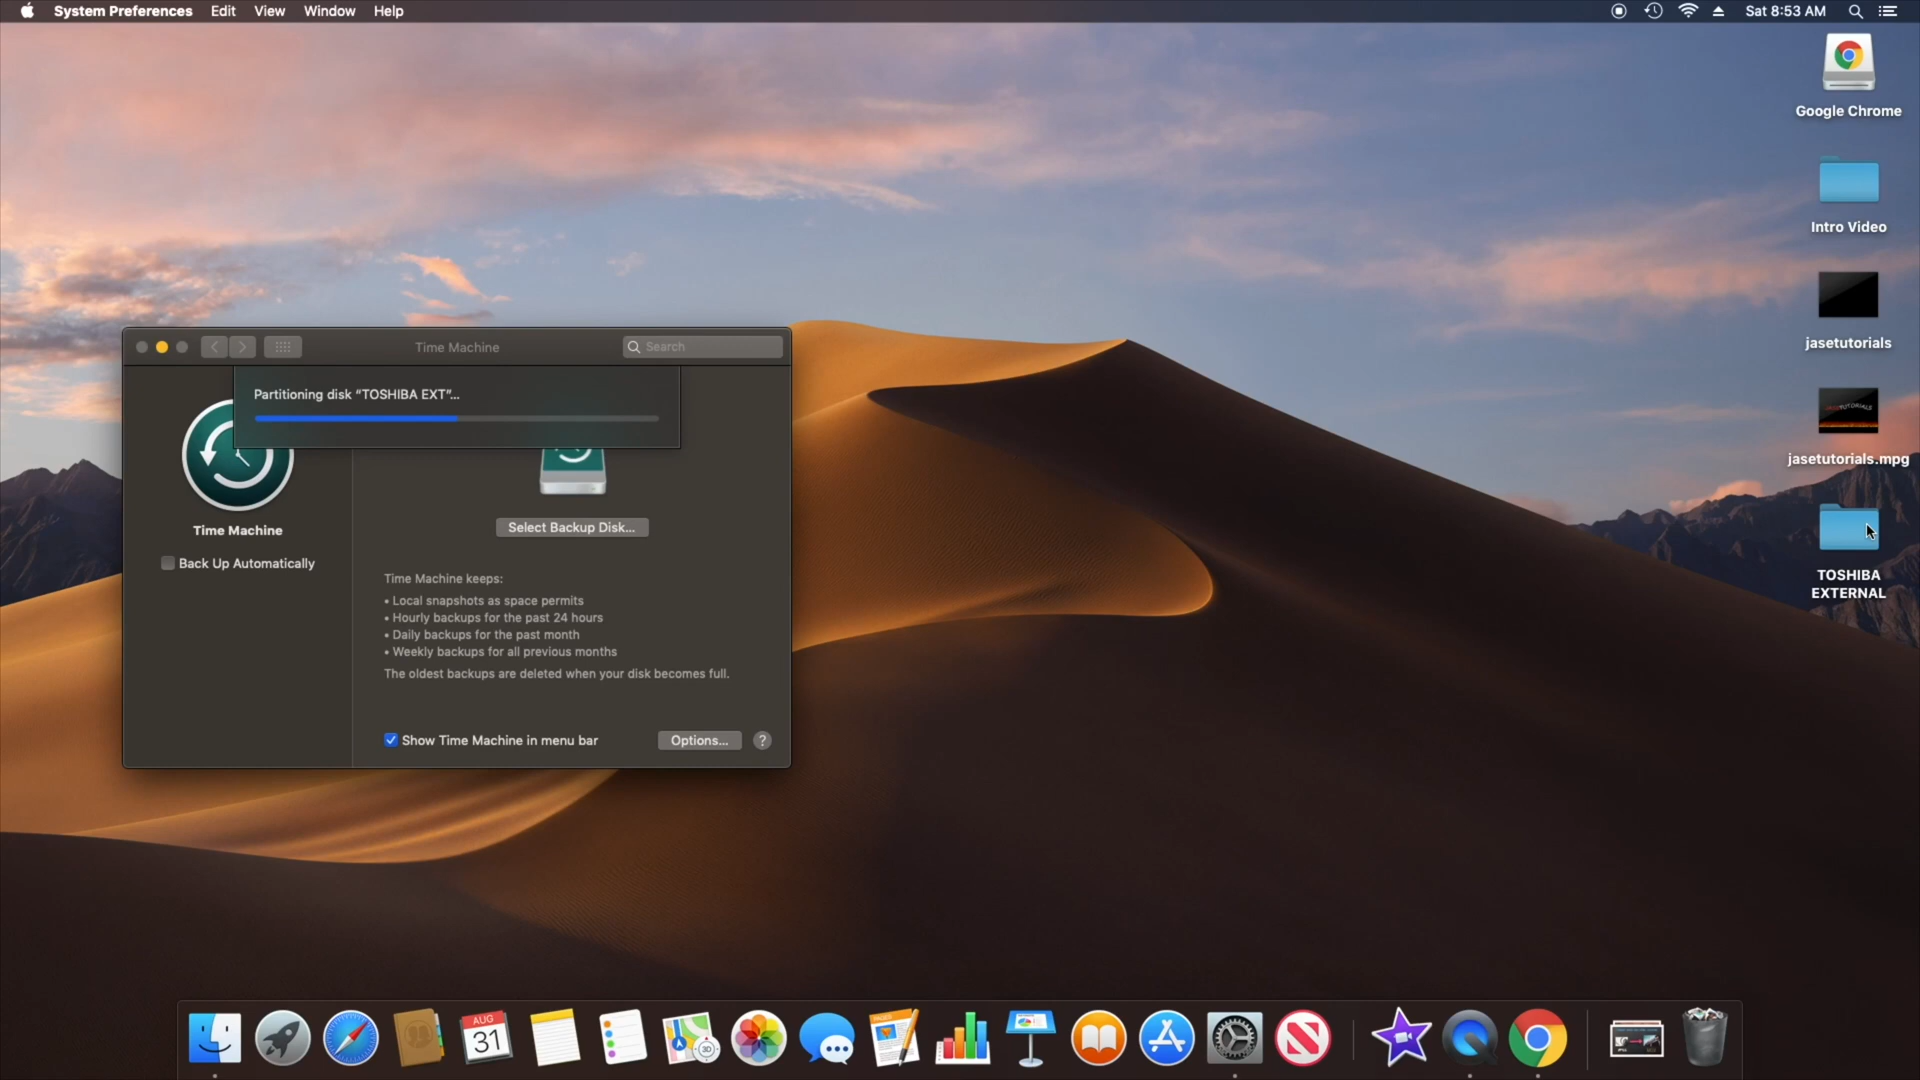 System Preferences Edit View Window Help
Sat 8:53 AM
Google Chrome
Intro Video
jasetutorials
JASETUTORIALS
jasetutorials.mpg
TOSHIBA
EXTERNAL
Time Machine
Search
Partitioning disk “TOSHIBA EXT”...
Time Machine
Back Up Automatically
Select Backup Disk...
Time Machine keeps:
• Local snapshots as space permits
• Hourly backups for the past 24 hours
• Daily backups for the past month
• Weekly backups for all previous months
The oldest backups are deleted when your disk becomes full.
Show Time Machine in menu bar
Options...
?
AUG
31
3D
PAGES